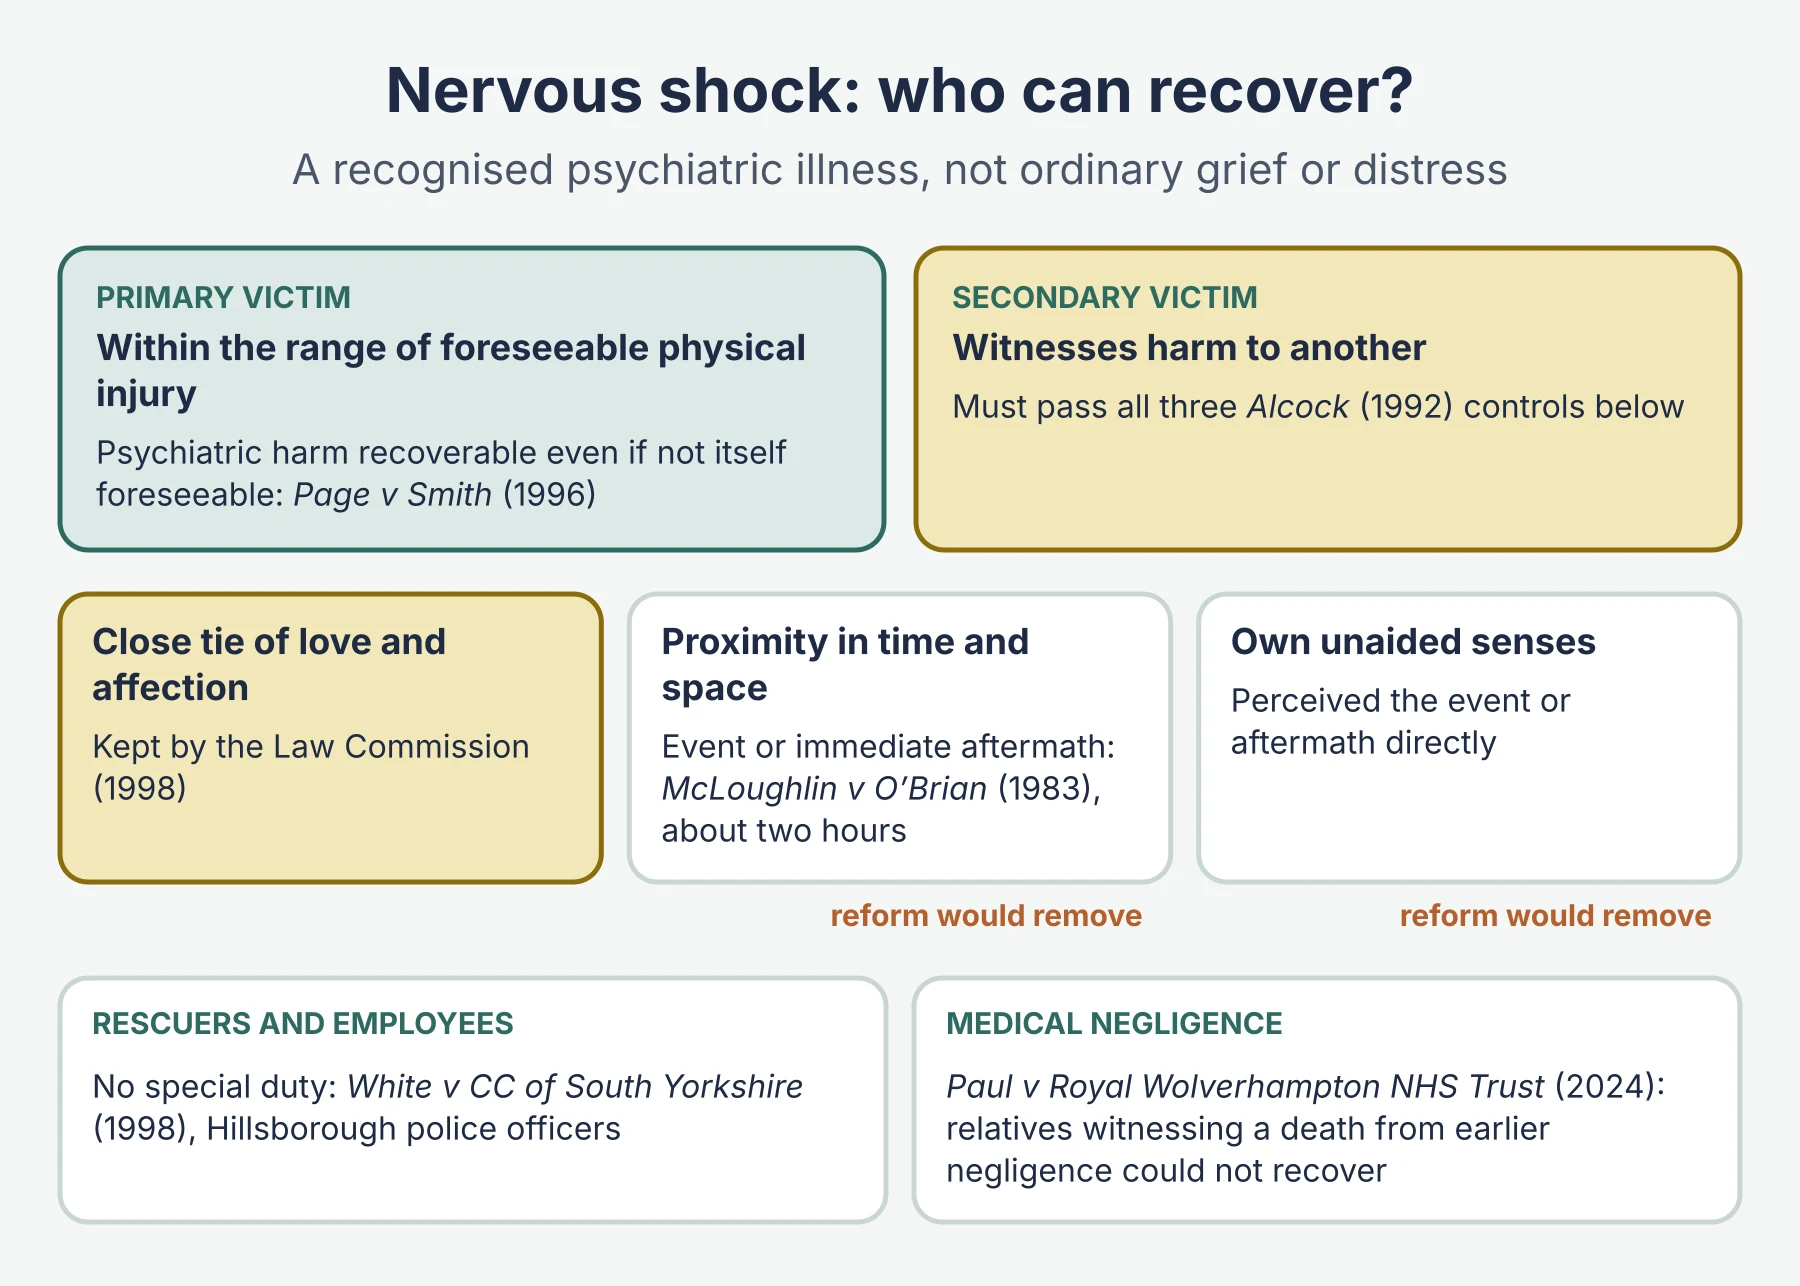 Nervous shock: who can recover?
A recognised psychiatric illness, not ordinary grief or distress
PRIMARY VICTIM
Within the range of foreseeable physical
injury
Psychiatric harm recoverable even if not itself
foreseeable: Page v Smith (1996)
SECONDARY VICTIM
Witnesses harm to another
Must pass all three Alcock (1992) controls below
Close tie of love and
affection
Kept by the Law Commission
(1998)
Proximity in time and
space
Event or immediate aftermath:
McLoughlin v O’Brian (1983),
about two hours
reform would remove
Own unaided senses
Perceived the event or
aftermath directly
reform would remove
RESCUERS AND EMPLOYEES
No special duty: White v CC of South Yorkshire
(1998), Hillsborough police officers
MEDICAL NEGLIGENCE
Paul v Royal Wolverhampton NHS Trust (2024):
relatives witnessing a death from earlier
negligence could not recover